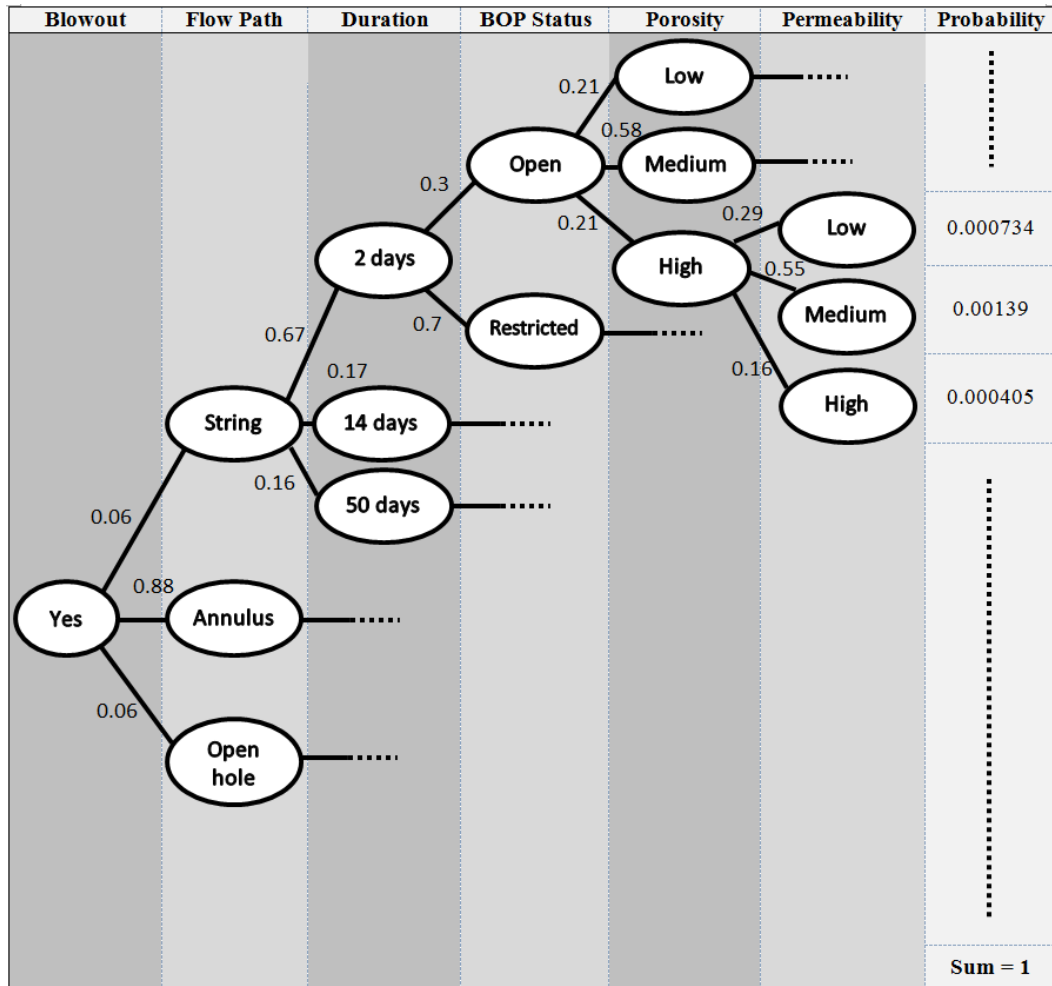 Blowout Flow Path Duration BOP Status Porosity Permeability Probability
Low
0.21
0.58
Open
Medium
0.3
0.21
0.29
Low
0.000734
2 days
High
0.55
0.7
Restricted
Medium
0.00139
0.67
0.17
0.16
String
14 days
High
0.000405
0.16
50 days
0.06
0.88
Yes
Annulus
0.06
Open
hole
Sum = 1